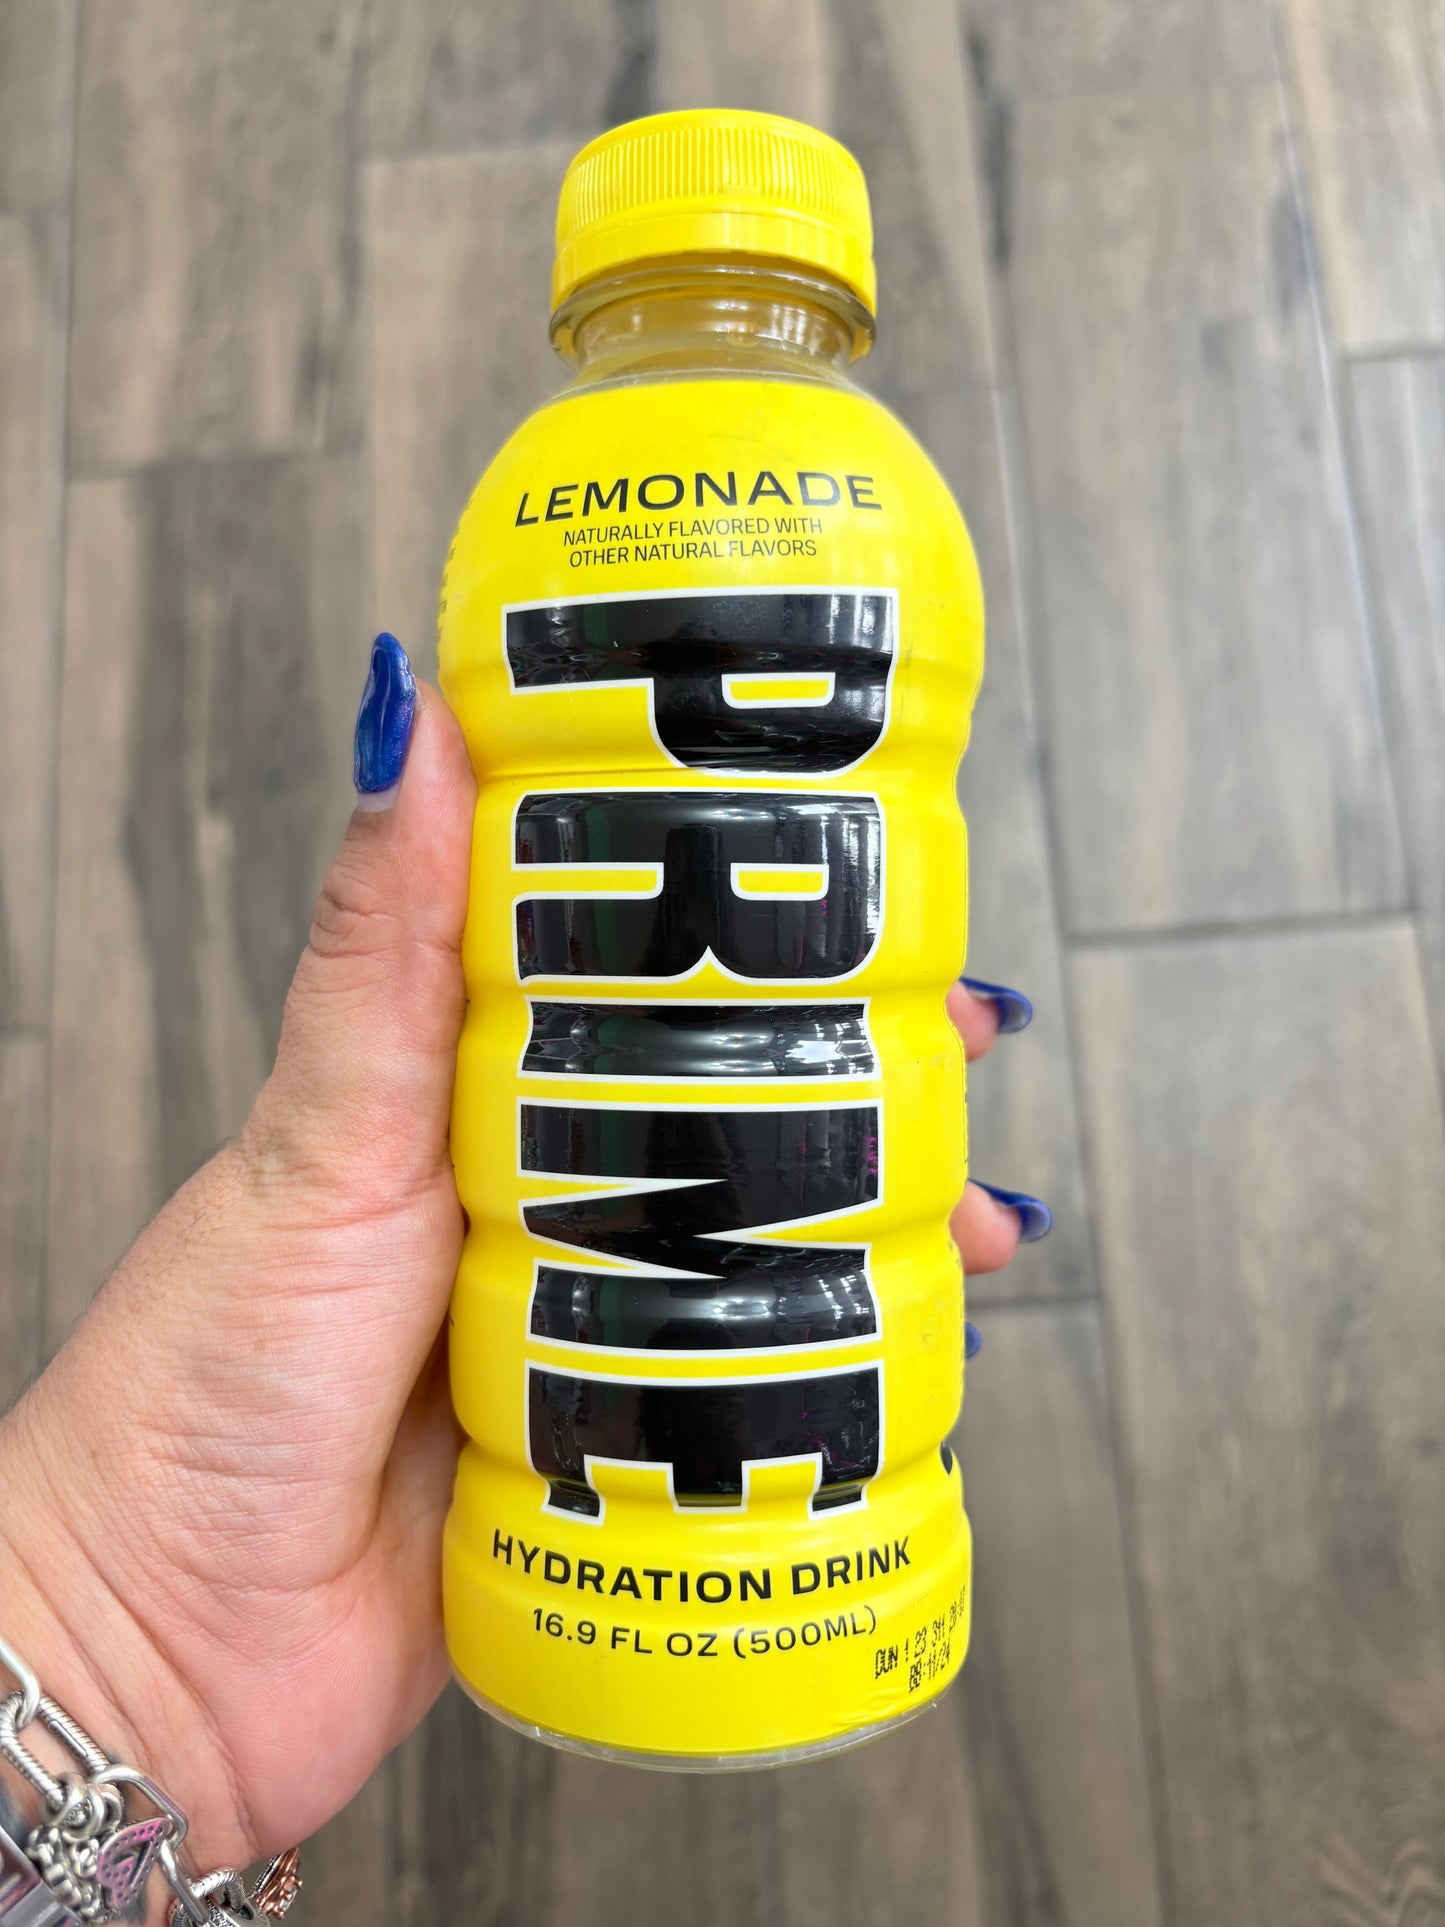 LEMONADE
NATURALLY FLAVORED WITH
OTHER NATURAL FLAVORS
PRIME
HYDRATION DRINK
16.9 FL OZ (500ML)